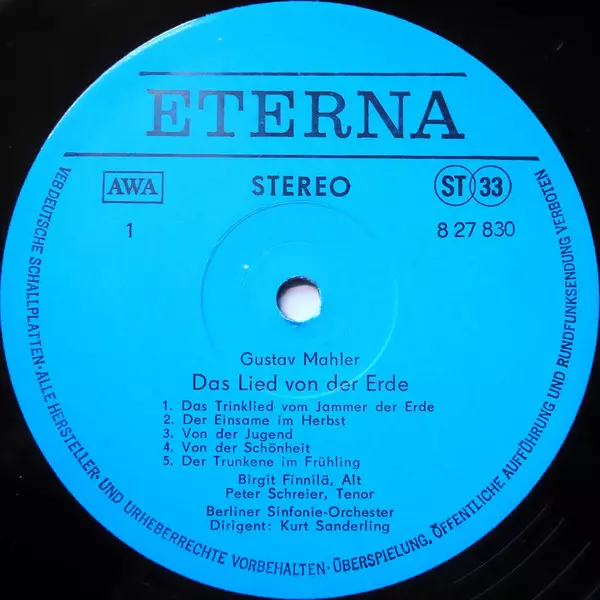 ETERNA
AWA
STEREO
ST 33
1
8 27 830
Gustav Mahler
Das Lied von der Erde
1. Das Trinklied vom Jammer der Erde
2. Der Einsame im Herbst
3. Von der Jugend
4. Von der Schönheit
5. Der Trunkene im Frühling
Birgit Finnilä, Alt
Peter Schreier, Tenor
Berliner Sinfonie-Orchester
Dirigent: Kurt Sanderling
VEB DEUTSCHE SCHALLPLATTEN · ALLE HERSTELLER- UND URHEBERRECHTE VORBEHALTEN · ÜBERSPIELUNG, ÖFFENTLICHE AUFFÜHRUNG UND RUNDFUNKSENDUNG VERBOTEN